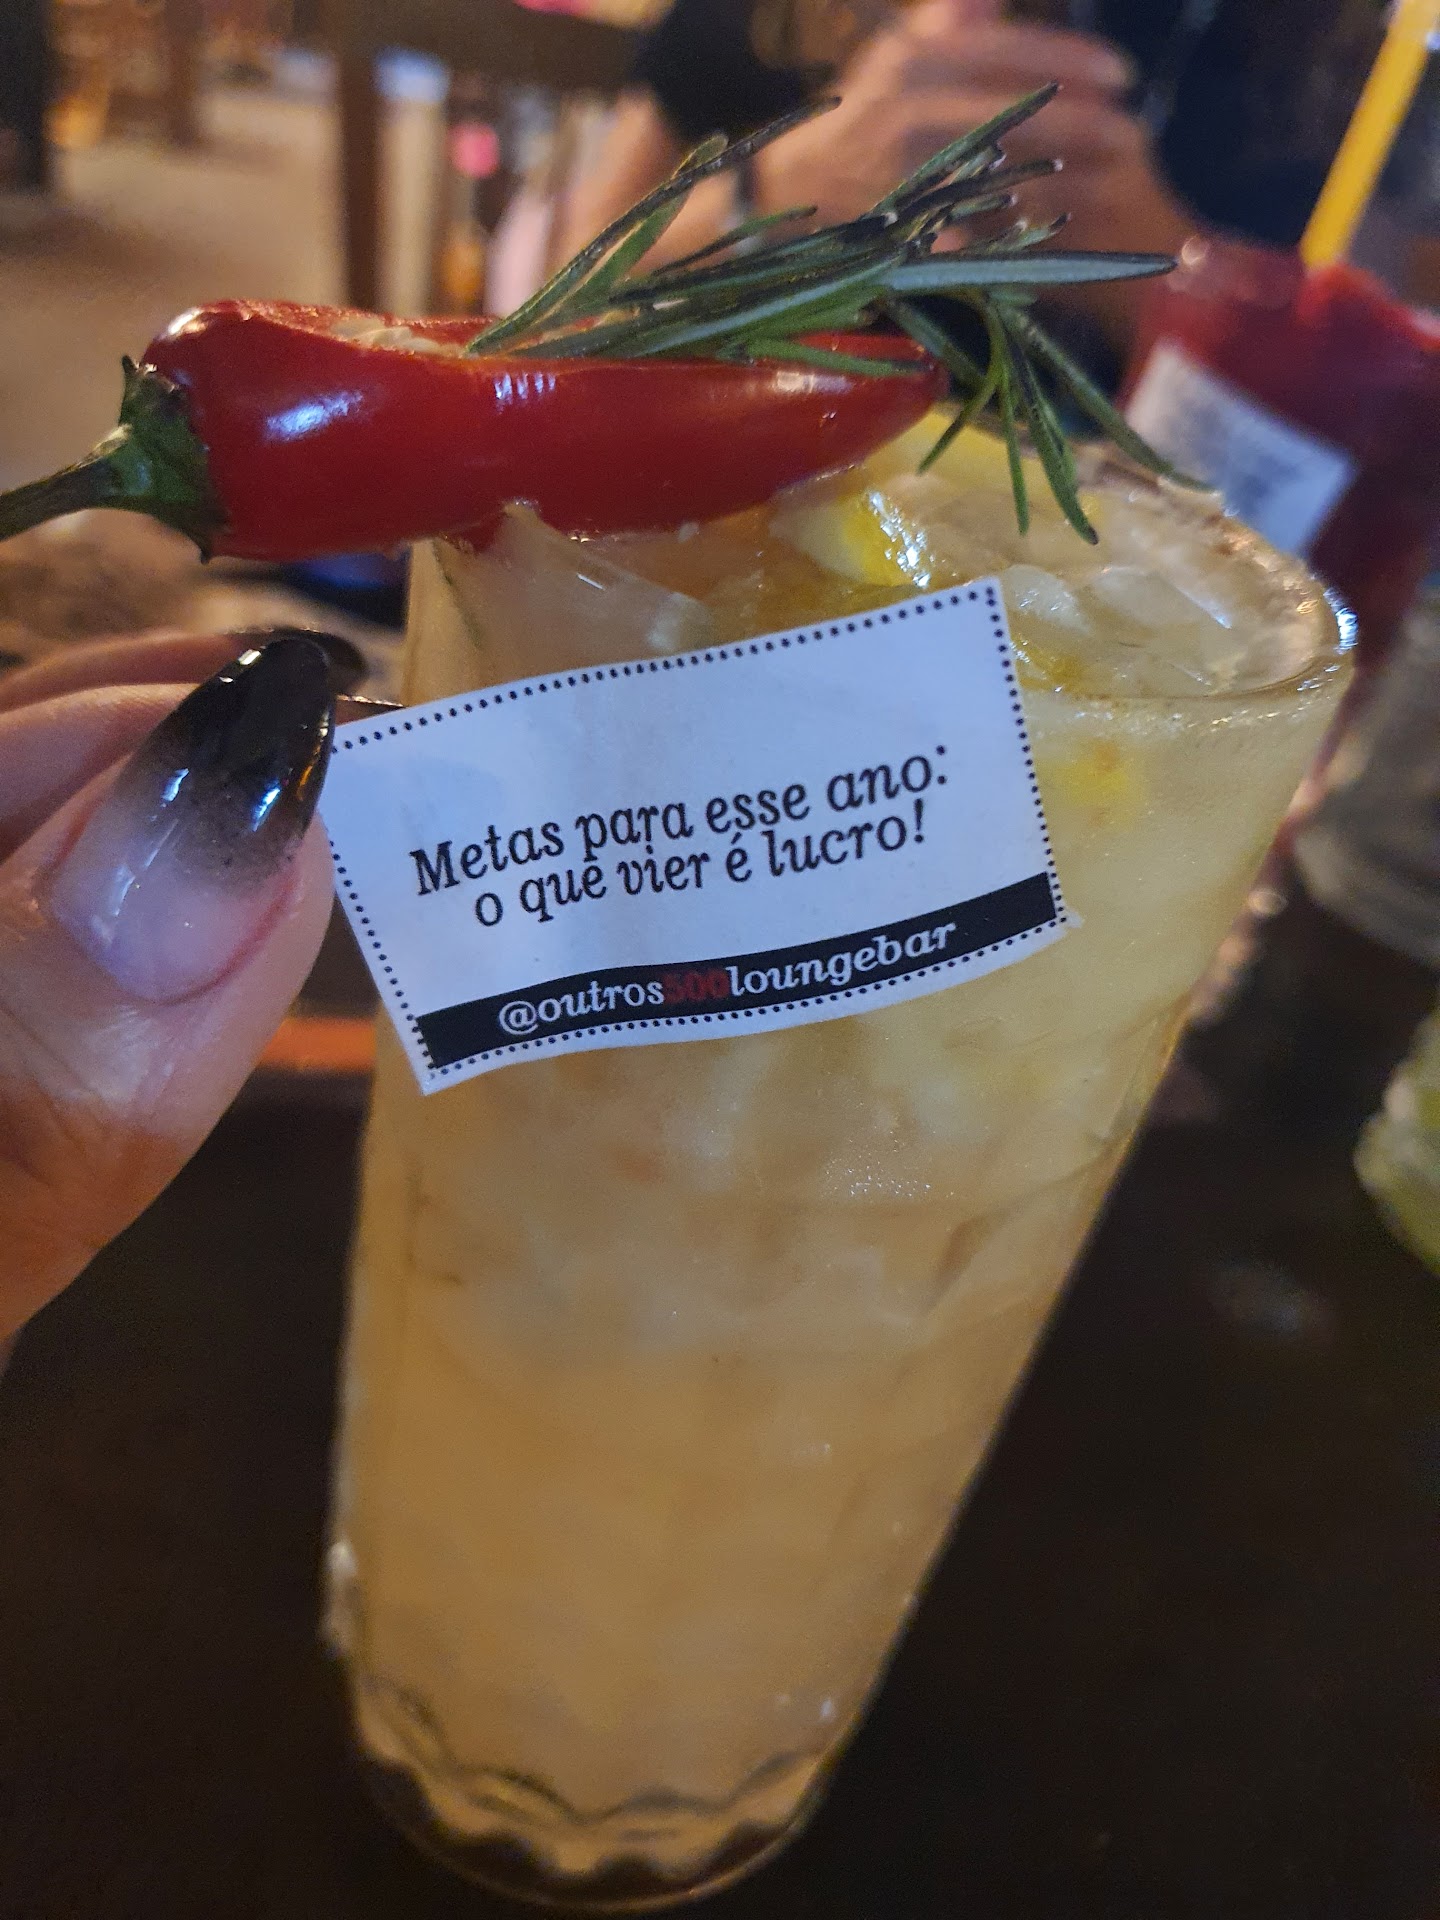 Metas para esse ano:
o que vier é lucro!
@outros500loungebar